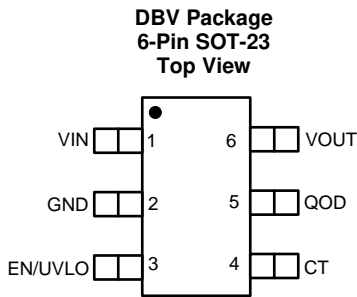 DBV Package
6-Pin SOT-23
Top View
VIN 1 6 VOUT
GND 2 5 QOD
EN/UVLO 3 4 CT